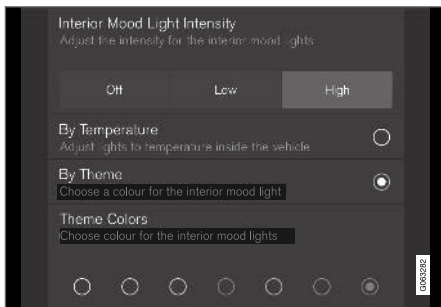 Interior Mood Light Intensity
Adjust the intensity for the interior mood lights
Off Low High
By Temperature
Adjust lights to temperature inside the vehicle
By Theme
Choose a colour for the interior mood light
Theme Colors
Choose colour for the interior mood lights
G063282